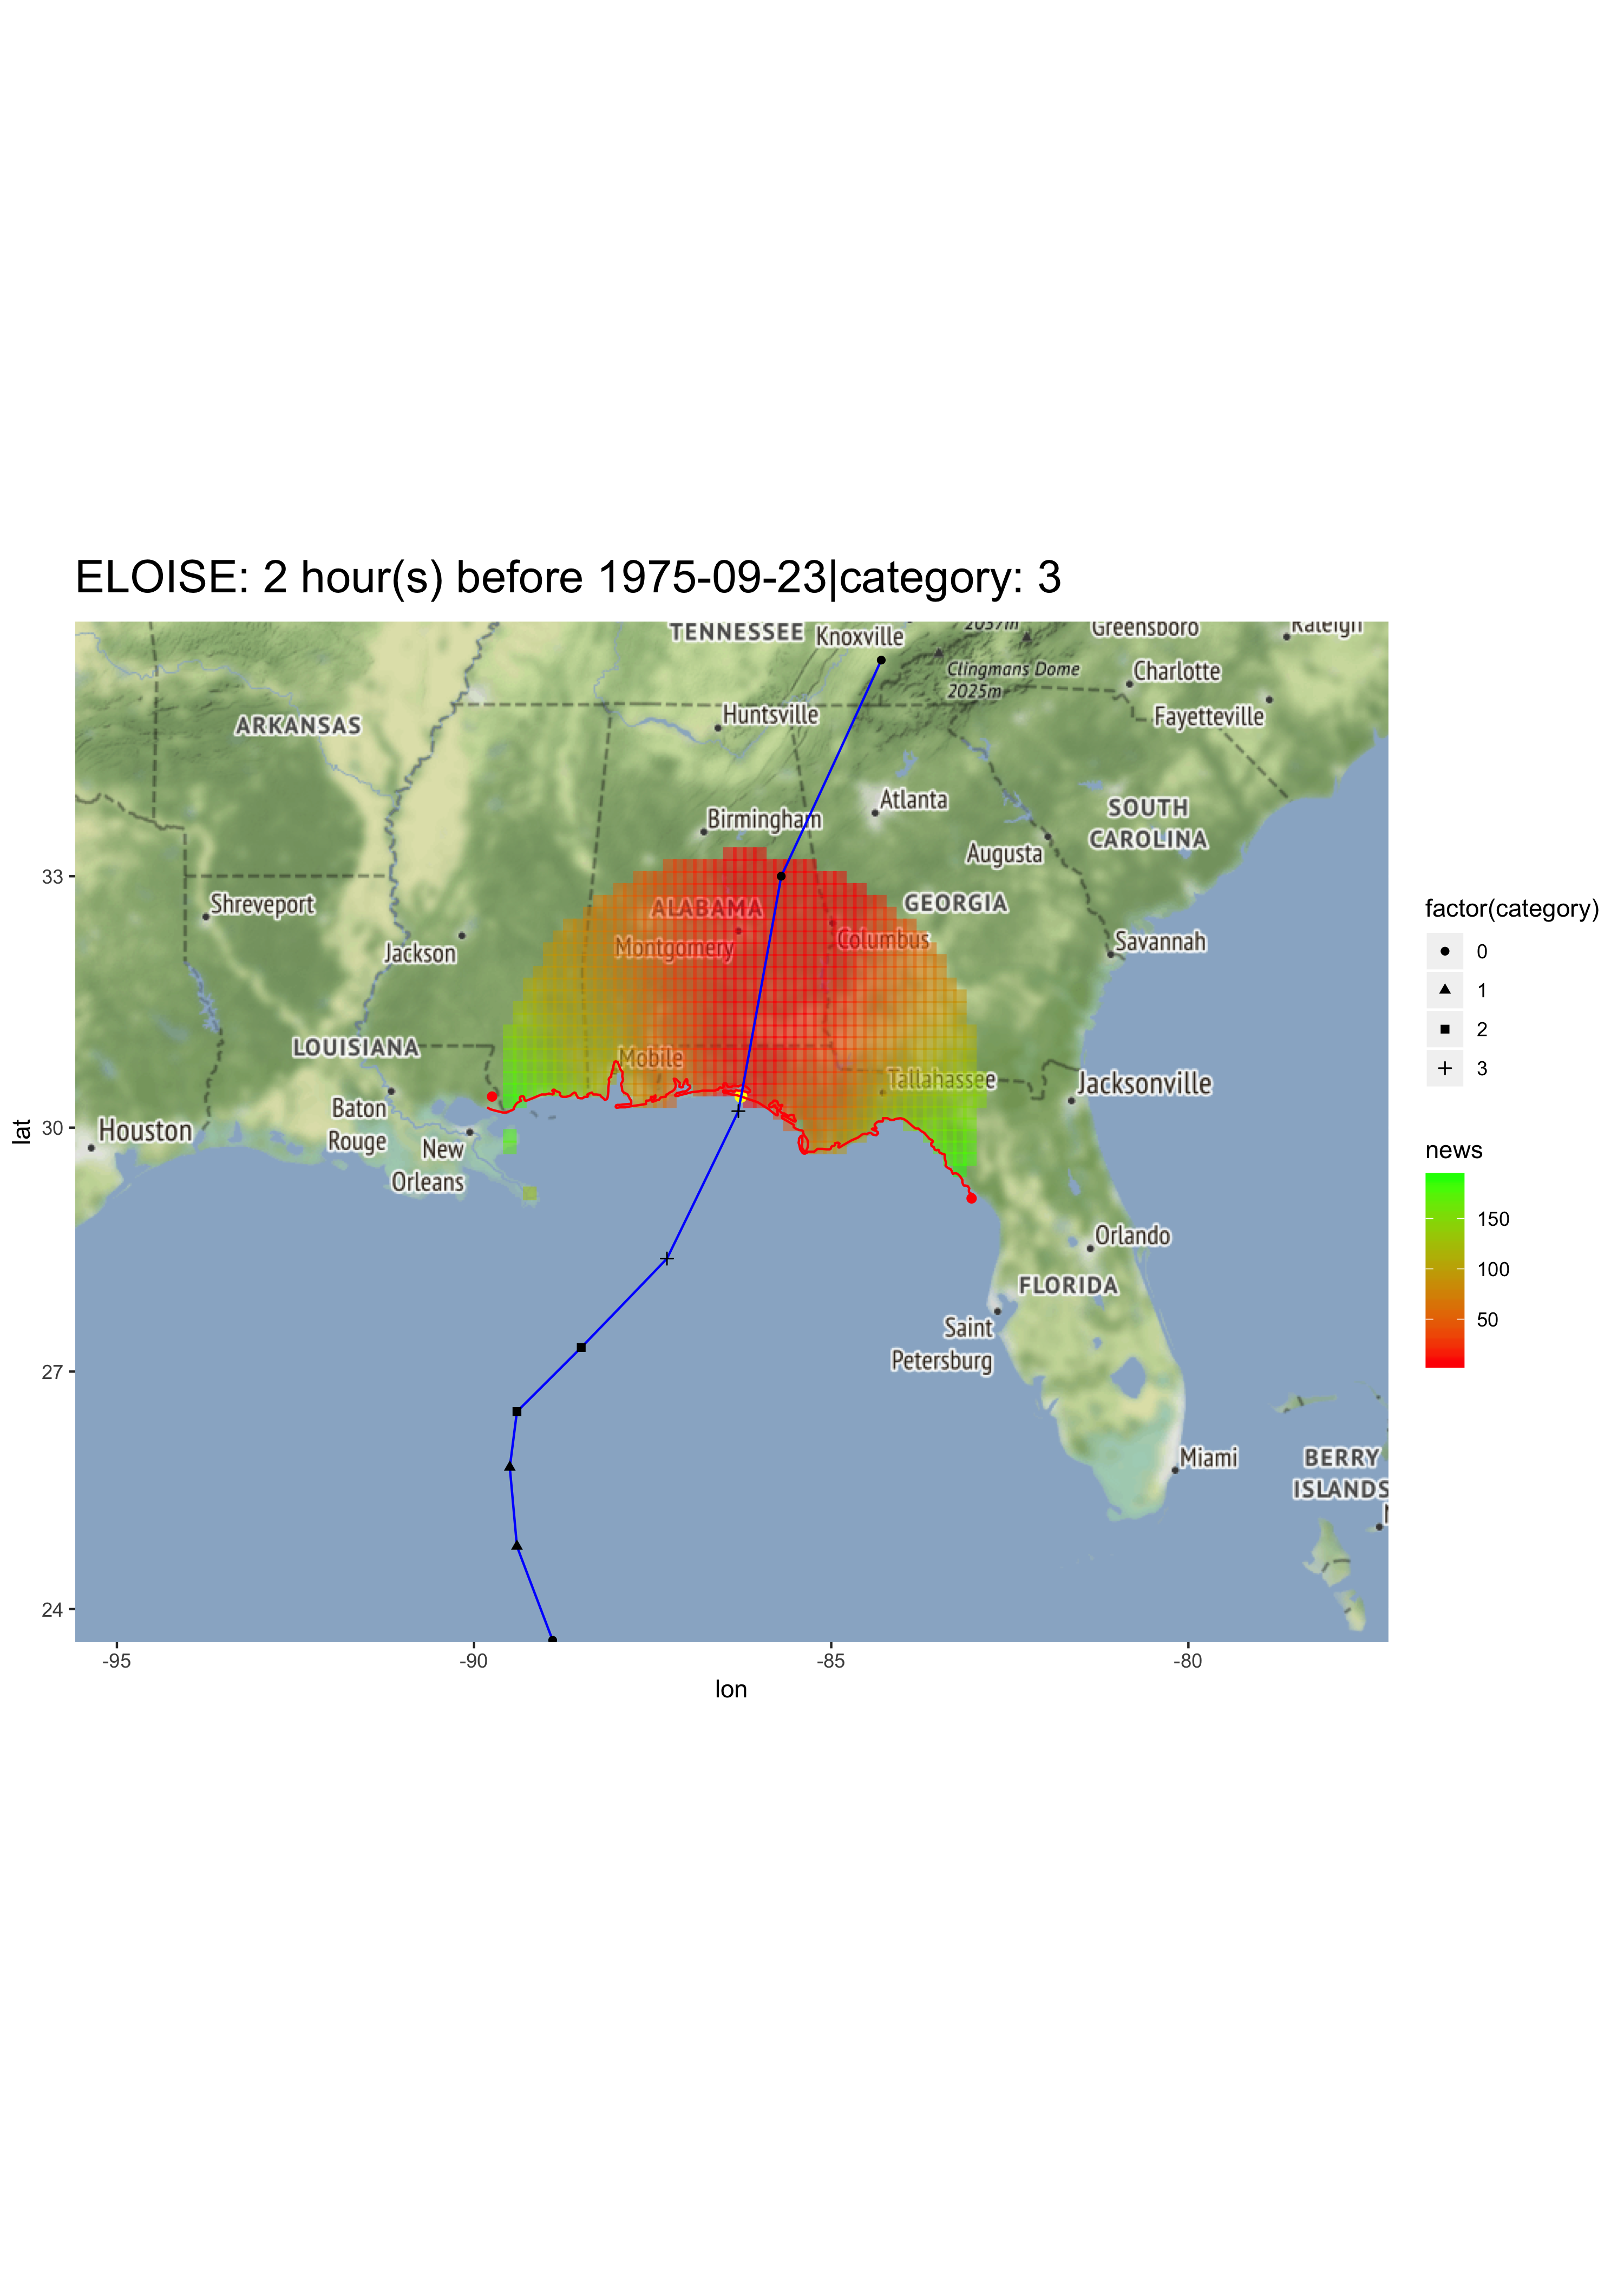 ELOISE: 2 hour(s) before 1975-09-23|category: 3
TENNESSEE
Knoxville
2037m
Greensboro
Raleigh
Clingmans Dome
2025m
Charlotte
ARKANSAS
Huntsville
Fayetteville
Atlanta
SOUTH
CAROLINA
Birmingham
Augusta
33
Shreveport
ALABAMA
GEORGIA
Montgomery
Columbus
Jackson
Savannah
LOUISIANA
Mobile
Tallahassee
Jacksonville
Baton
Rouge
30
Houston
New
Orleans
lat
Orlando
FLORIDA
Saint
Petersburg
27
Miami
BERRY
ISLANDS
24
-95
-90
-85
-80
lon
factor(category)
0
1
2
3
news
150
100
50